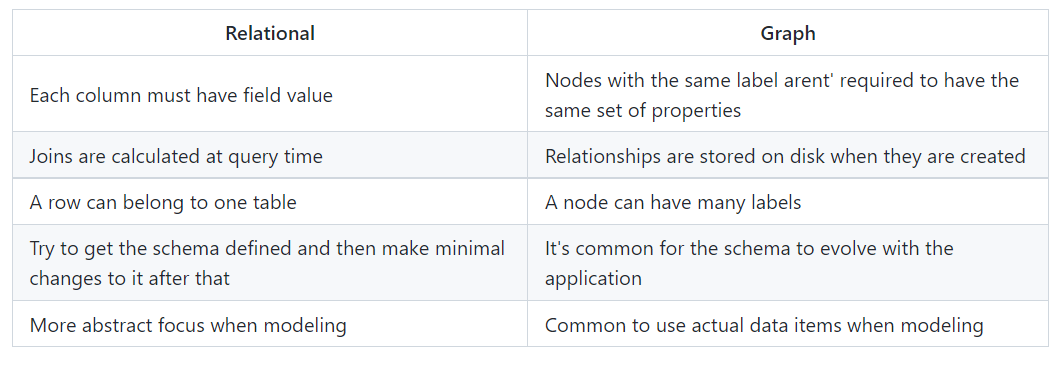 Relational
Graph
Each column must have field value
Nodes with the same label arent' required to have the
same set of properties
Joins are calculated at query time
Relationships are stored on disk when they are created
A row can belong to one table
A node can have many labels
Try to get the schema defined and then make minimal
changes to it after that
It's common for the schema to evolve with the
application
More abstract focus when modeling
Common to use actual data items when modeling